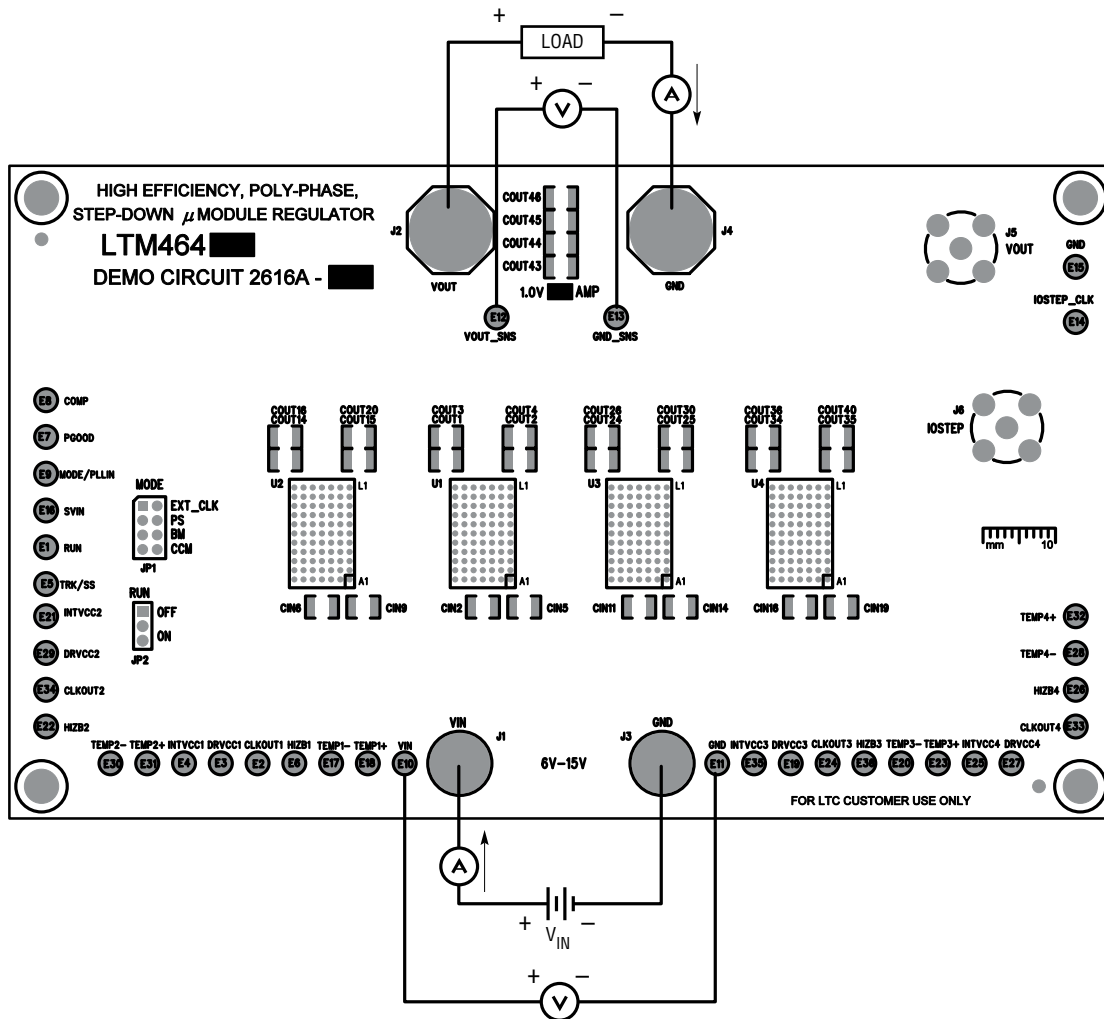 + LOAD −
+ V −
A
HIGH EFFICIENCY, POLY-PHASE,
STEP-DOWN µMODULE REGULATOR
LTM464
DEMO CIRCUIT 2616A -
J2
VOUT
COUT46
COUT45
COUT44
COUT43
1.0V AMP
J4
GND
E12
VOUT_SNS
E13
GND_SNS
J5
VOUT
GND
E15
IOSTEP_CLK
E14
J6
IOSTEP
mm 10
E8 COMP
E7 PGOOD
E9 MODE/PLLIN
E16 SVIN
E1 RUN
E5 TRK/SS
E21 INTVCC2
E29 DRVCC2
E34 CLKOUT2
E22 HIZB2
MODE
EXT_CLK
PS
BM
CCM
JP1
RUN
OFF
ON
JP2
COUT16 COUT20
COUT14 COUT15
U2 L1
A1
CIN6 CIN9
COUT3 COUT4
COUT1 COUT2
U1 L1
A1
CIN2 CIN5
COUT26 COUT30
COUT24 COUT25
U3 L1
A1
CIN11 CIN14
COUT36 COUT40
COUT34 COUT35
U4 L1
A1
CIN16 CIN19
TEMP4+ E32
TEMP4- E28
HIZB4 E26
CLKOUT4 E33
TEMP2- TEMP2+ INTVCC1 DRVCC1 CLKOUT1 HIZB1 TEMP1- TEMP1+ VIN
E30 E31 E4 E3 E2 E6 E17 E18 E10
VIN
J1
6V-15V
GND
J3
GND INTVCC3 DRVCC3 CLKOUT3 HIZB3 TEMP3- TEMP3+ INTVCC4 DRVCC4
E11 E35 E19 E24 E36 E20 E23 E25 E27
FOR LTC CUSTOMER USE ONLY
A
+ −
VIN
+ V −